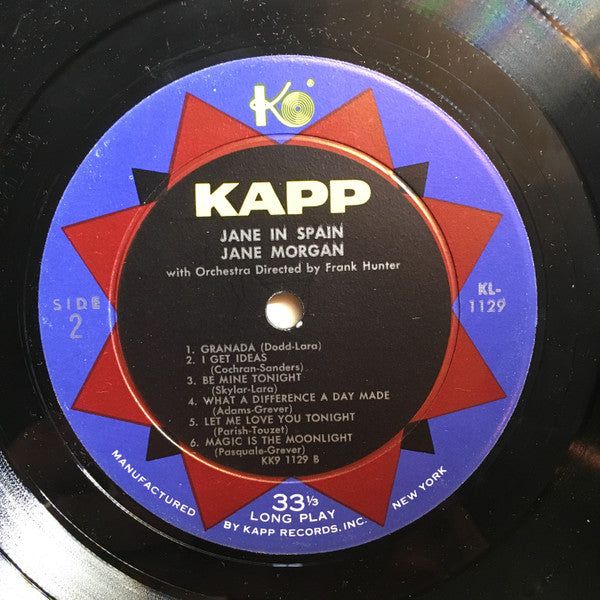 K
KAPP
JANE IN SPAIN
JANE MORGAN
with Orchestra Directed by Frank Hunter
SIDE
2
KL-
1129
1. GRANADA (Dodd-Lara)
2. I GET IDEAS
(Cochran-Sanders)
3. BE MINE TONIGHT
(Skylar-Lara)
4. WHAT A DIFFERENCE A DAY MADE
(Adams-Grever)
5. LET ME LOVE YOU TONIGHT
(Parish-Touzet)
6. MAGIC IS THE MOONLIGHT
(Pasquale-Grever)
KK9 1129 B
33⅓
LONG PLAY
MANUFACTURED BY KAPP RECORDS, INC. NEW YORK